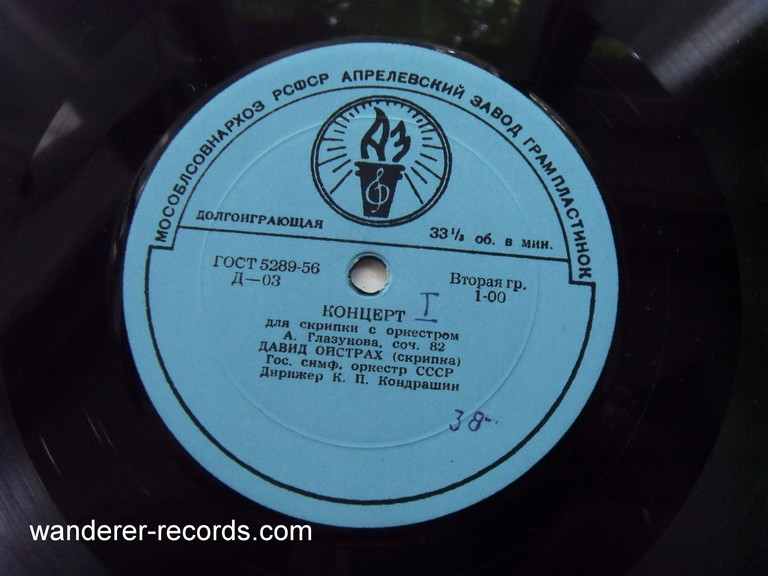 МОСОБЛСОВНАРХОЗ РСФСР АПРЕЛЕВСКИЙ ЗАВОД ГРАМПЛАСТИНОК
АЗ
ДОЛГОИГРАЮЩАЯ
33⅓ об. в мин.
ГОСТ 5289-56
Д—03
Вторая гр.
1-00
КОНЦЕРТ I
для скрипки с оркестром
А. Глазунова, соч. 82
ДАВИД ОЙСТРАХ (скрипка)
Гос. симф. оркестр СССР
Дирижер К. П. Кондрашин
38-
wanderer-records.com